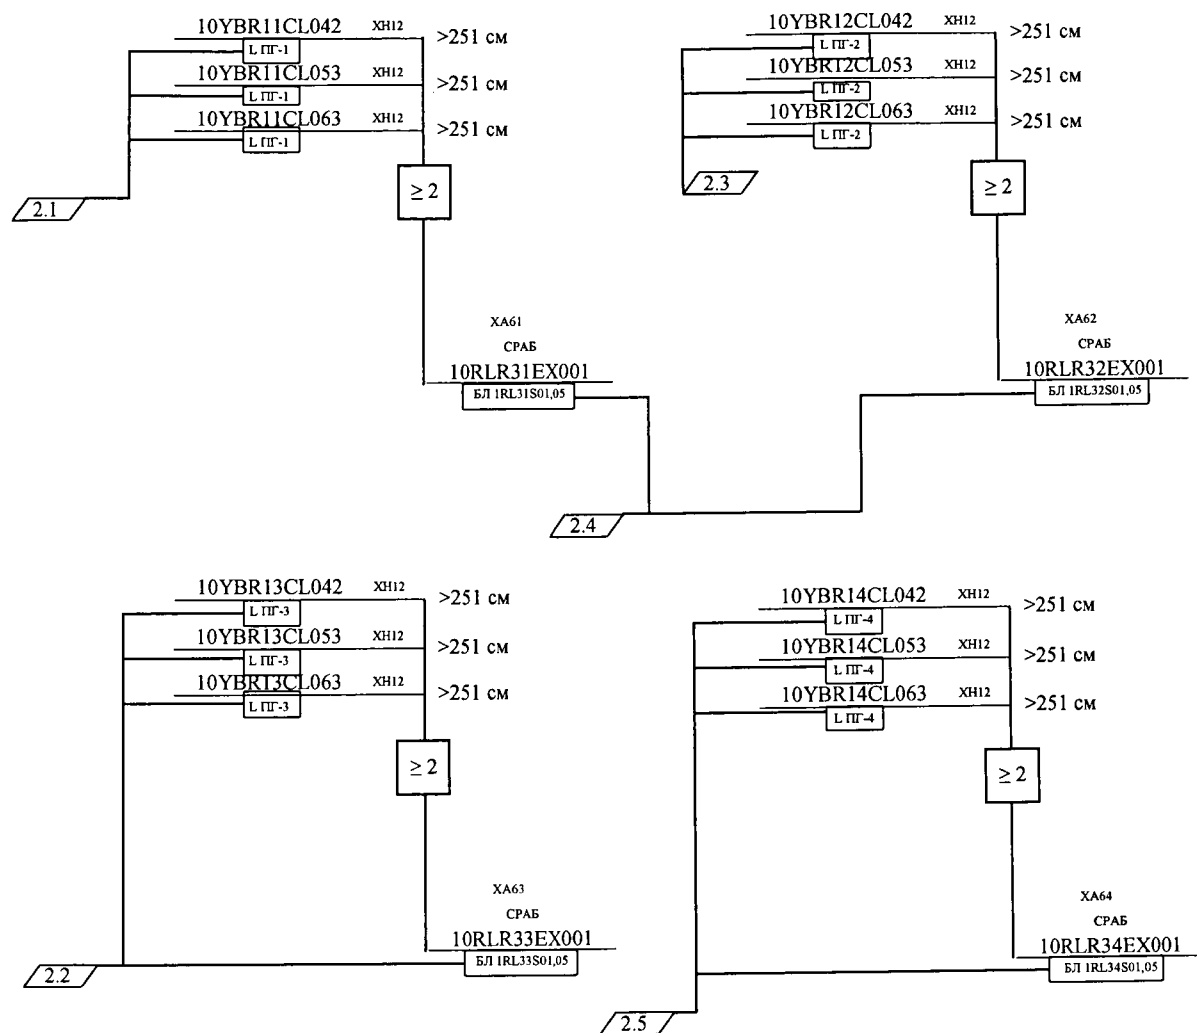 10YBR11CL042 XH12 >251 см
L ПГ-1
10YBR11CL053 XH12 >251 см
L ПГ-1
10YBR11CL063 XH12 >251 см
L ПГ-1
≥ 2
2.1
XA61
СРАБ
10RLR31EX001
БЛ 1RL31S01,05
10YBR12CL042 XH12 >251 см
L ПГ-2
10YBR12CL053 XH12 >251 см
L ПГ-2
10YBR12CL063 XH12 >251 см
L ПГ-2
2.3
≥ 2
XA62
СРАБ
10RLR32EX001
БЛ 1RL32S01,05
2.4
10YBR13CL042 XH12 >251 см
L ПГ-3
10YBR13CL053 XH12 >251 см
L ПГ-3
10YBR13CL063 XH12 >251 см
L ПГ-3
≥ 2
XA63
СРАБ
10RLR33EX001
БЛ 1RL33S01,05
2.2
10YBR14CL042 XH12 >251 см
L ПГ-4
10YBR14CL053 XH12 >251 см
L ПГ-4
10YBR14CL063 XH12 >251 см
L ПГ-4
≥ 2
XA64
СРАБ
10RLR34EX001
БЛ 1RL34S01,05
2.5